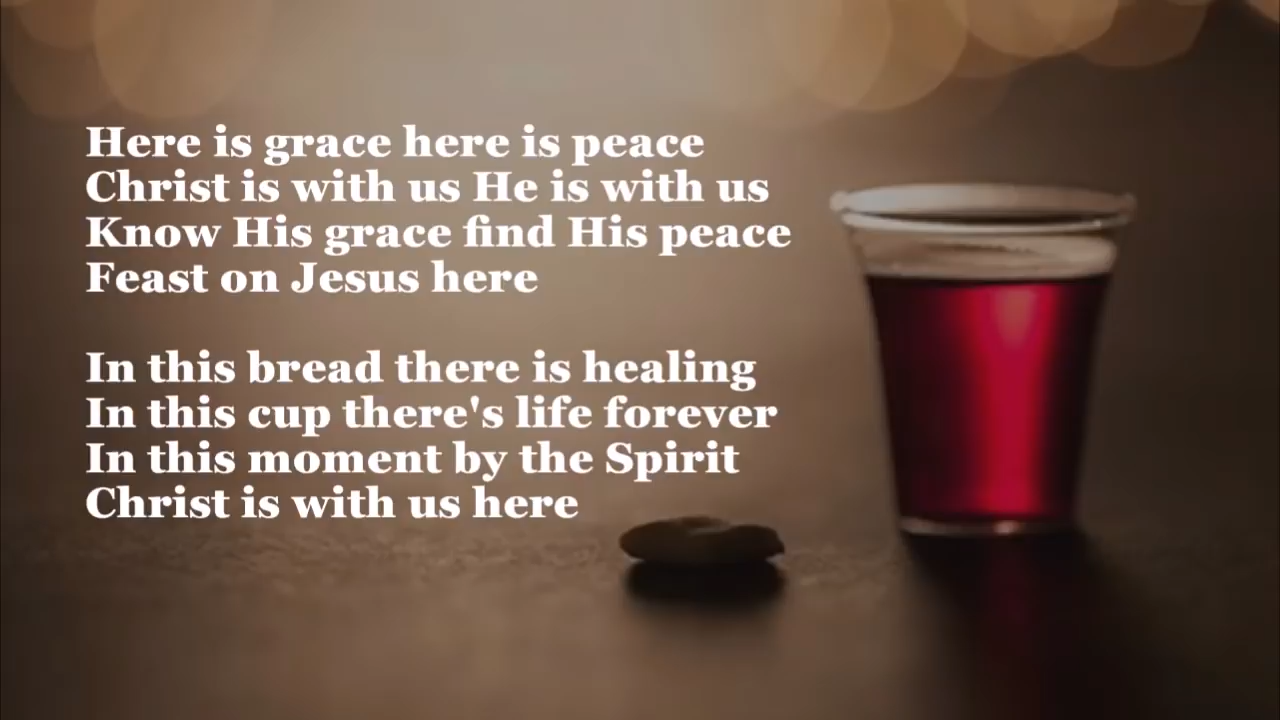 Here is grace here is peace
Christ is with us He is with us
Know His grace find His peace
Feast on Jesus here
In this bread there is healing
In this cup there's life forever
In this moment by the Spirit
Christ is with us here